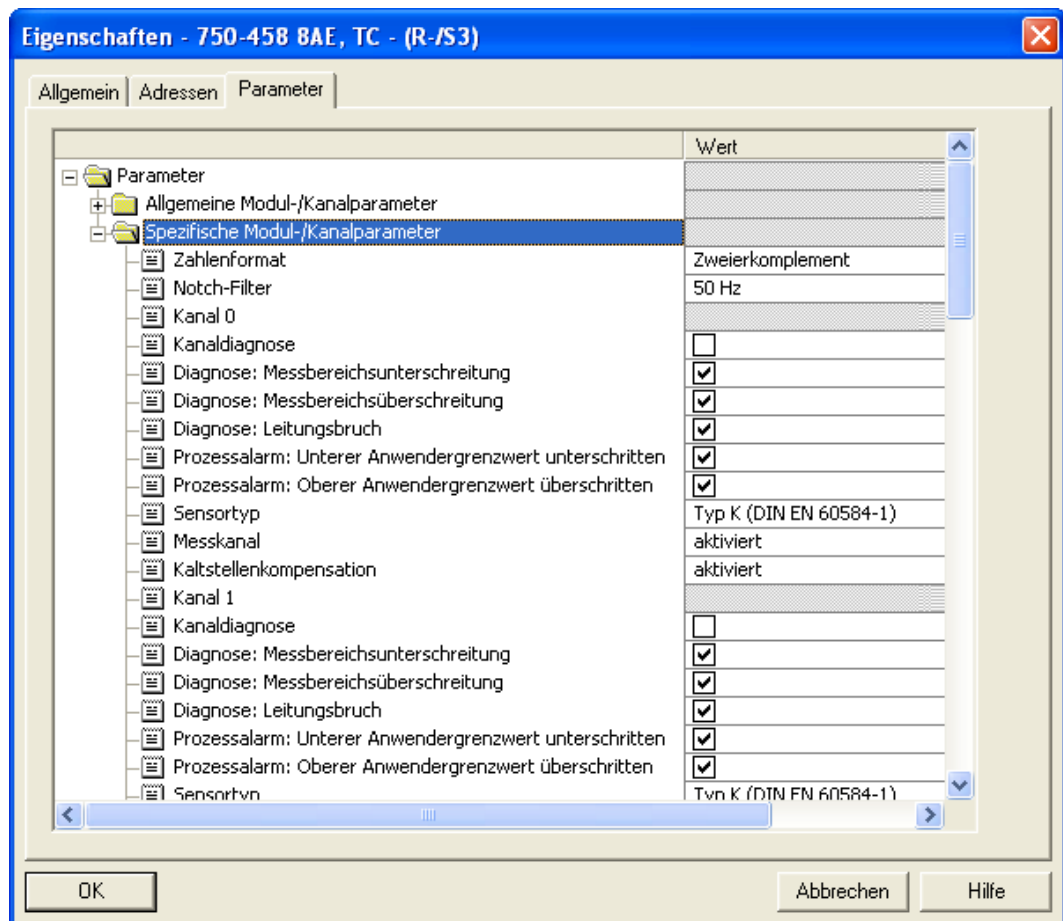 Eigenschaften - 750-458 8AE, TC - (R-/S3)
Allgemein Adressen Parameter
Wert
Parameter
Allgemeine Modul-/Kanalparameter
Spezifische Modul-/Kanalparameter
Zahlenformat Zweierkomplement
Notch-Filter 50 Hz
Kanal 0
Kanaldiagnose
Diagnose: Messbereichsunterschreitung
Diagnose: Messbereichsüberschreitung
Diagnose: Leitungsbruch
Prozessalarm: Unterer Anwendergrenzwert unterschritten
Prozessalarm: Oberer Anwendergrenzwert überschritten
Sensortyp Typ K (DIN EN 60584-1)
Messkanal aktiviert
Kaltstellenkompensation aktiviert
Kanal 1
Kanaldiagnose
Diagnose: Messbereichsunterschreitung
Diagnose: Messbereichsüberschreitung
Diagnose: Leitungsbruch
Prozessalarm: Unterer Anwendergrenzwert unterschritten
Prozessalarm: Oberer Anwendergrenzwert überschritten
Sensortyp Typ K (DIN EN 60584-1)
OK Abbrechen Hilfe